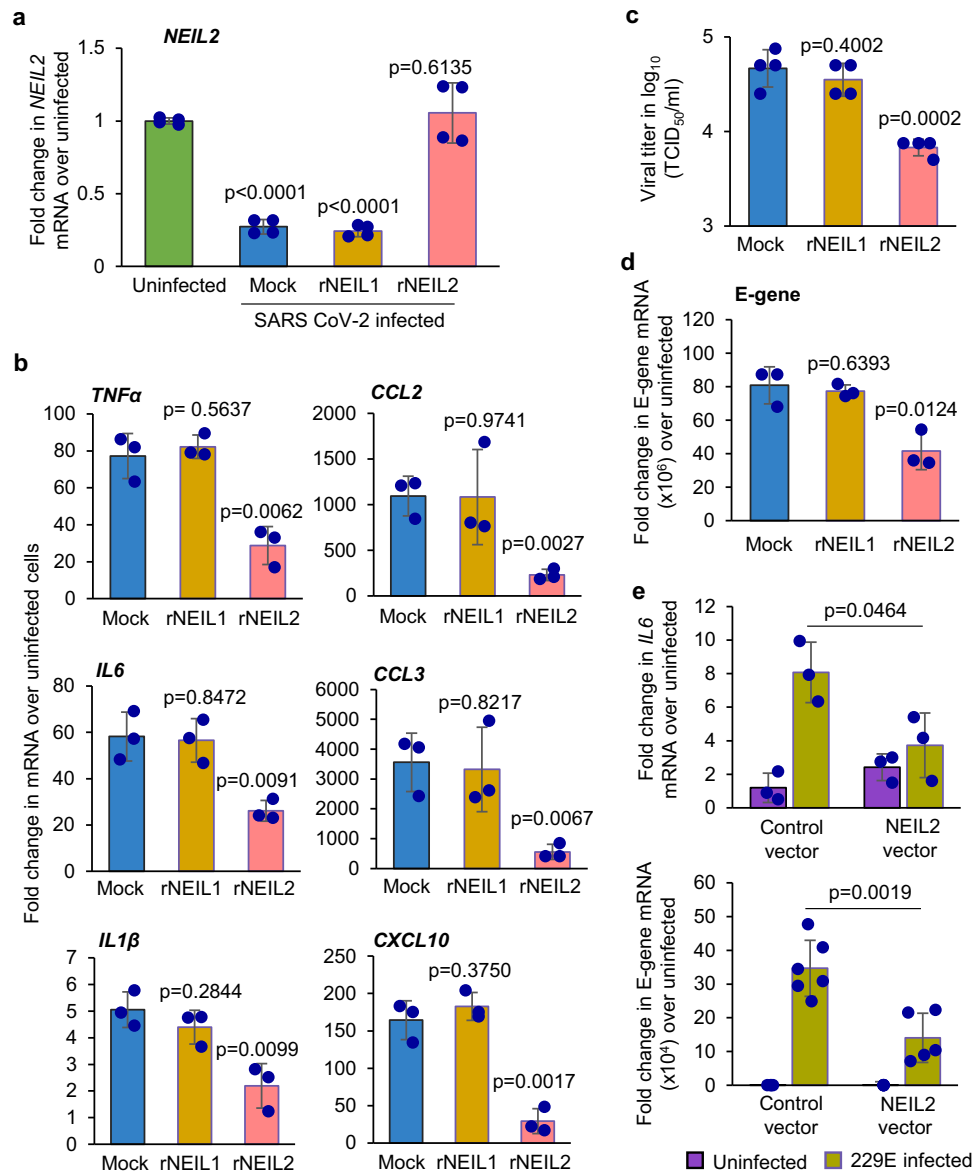 a
NEIL2
Fold change in NEIL2
mRNA over uninfected
1.5
1
0.5
0
p<0.0001
p<0.0001
p=0.6135
Uninfected
Mock
rNEIL1
rNEIL2
SARS CoV-2 infected
b
Fold change in mRNA over uninfected cells
TNFα
100
80
60
40
20
0
p= 0.5637
p=0.0062
Mock
rNEIL1
rNEIL2
CCL2
2000
1500
1000
500
0
p=0.9741
p=0.0027
Mock
rNEIL1
rNEIL2
IL6
80
60
40
20
0
p=0.8472
p=0.0091
Mock
rNEIL1
rNEIL2
CCL3
6000
5000
4000
3000
2000
1000
0
p=0.8217
p=0.0067
Mock
rNEIL1
rNEIL2
IL1β
7
6
5
4
3
2
1
0
p=0.2844
p=0.0099
Mock
rNEIL1
rNEIL2
CXCL10
250
200
150
100
50
0
p=0.3750
p=0.0017
Mock
rNEIL1
rNEIL2
c
Viral titer in log10
(TCID50/ml)
5
4
3
p=0.4002
p=0.0002
Mock
rNEIL1
rNEIL2
d
E-gene
Fold change in E-gene mRNA
(x10⁶) over uninfected
120
100
80
60
40
20
0
p=0.6393
p=0.0124
Mock
rNEIL1
rNEIL2
e
Fold change in IL6
mRNA over uninfected
12
10
8
6
4
2
0
p=0.0464
Control
vector
NEIL2
vector
Fold change in E-gene mRNA
(x10⁴) over uninfected
60
50
40
30
20
10
0
p=0.0019
Control
vector
NEIL2
vector
Uninfected
229E infected